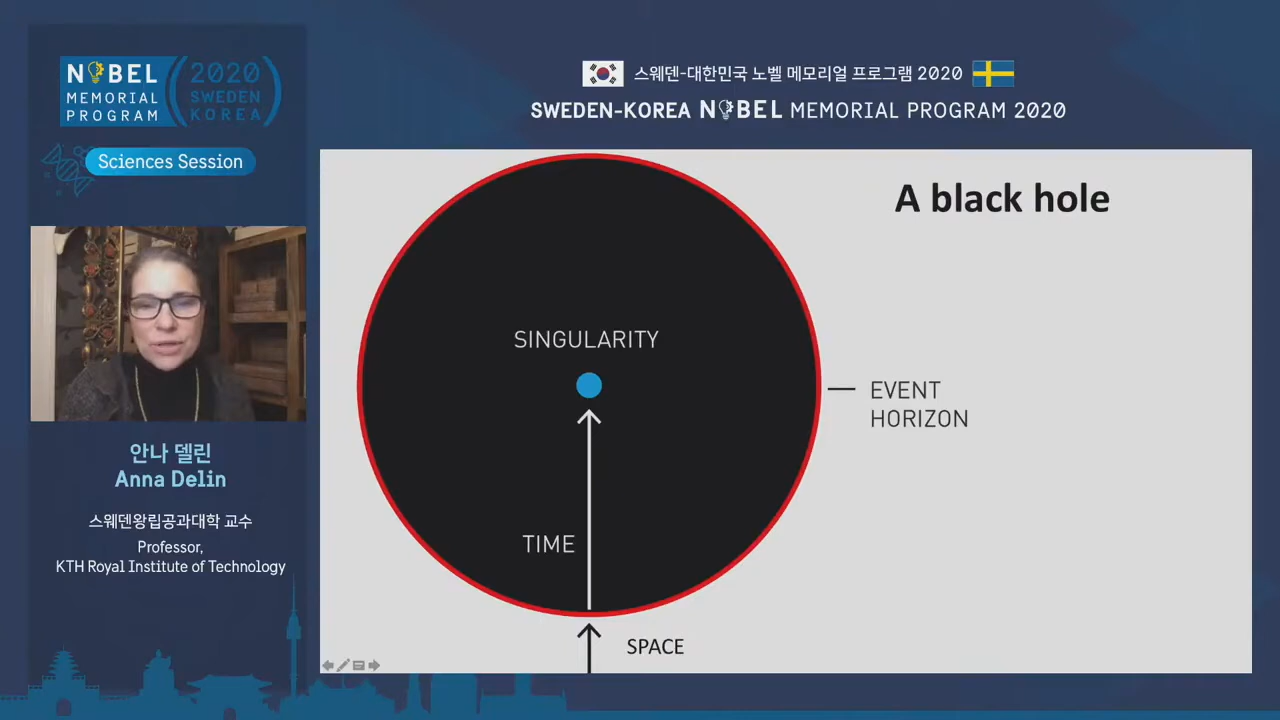 NOBEL
MEMORIAL
PROGRAM
2020
SWEDEN
KOREA
Sciences Session
스웨덴-대한민국 노벨 메모리얼 프로그램 2020
SWEDEN-KOREA NOBEL MEMORIAL PROGRAM 2020
안나 델린
Anna Delin
스웨덴왕립공과대학 교수
Professor,
KTH Royal Institute of Technology
A black hole
SINGULARITY
EVENT
HORIZON
TIME
SPACE